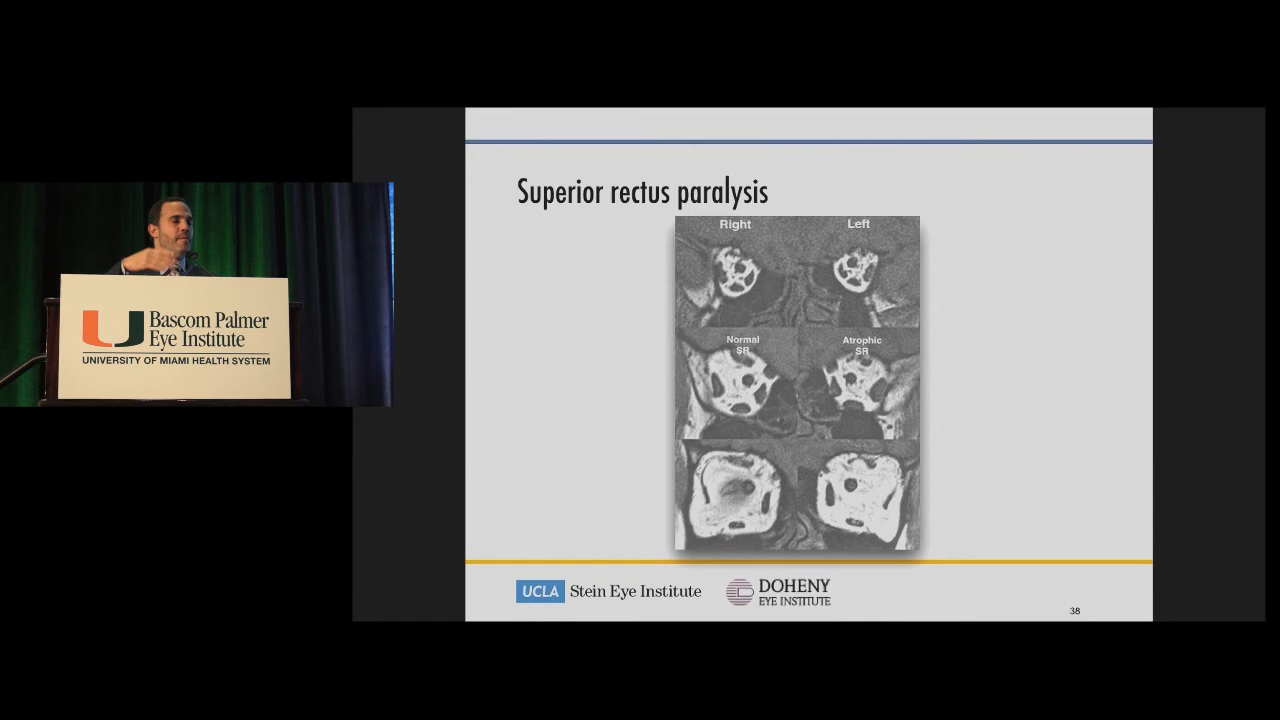 Superior rectus paralysis
Right
Left
Normal
SR
Atrophic
SR
Bascom Palmer
Eye Institute
UNIVERSITY OF MIAMI HEALTH SYSTEM
UCLA Stein Eye Institute
DOHENY
EYE INSTITUTE
38